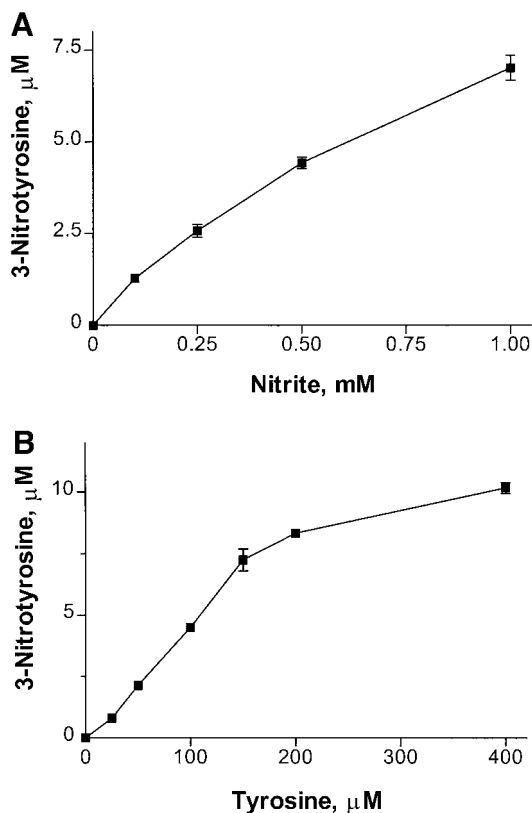 A
3-Nitrotyrosine, μM
7.5
5.0
2.5
0
0 0.25 0.50 0.75 1.00
Nitrite, mM
B
3-Nitrotyrosine, μM
10
5
0
0 100 200 300 400
Tyrosine, μM